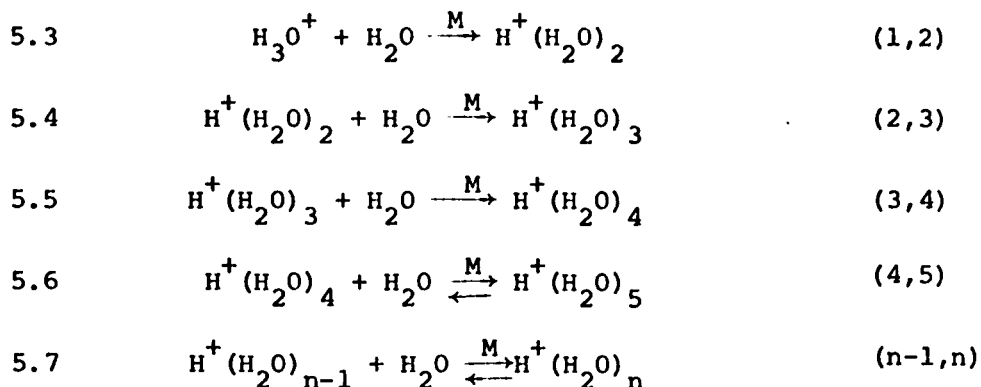 5.3 H₃O⁺ + H₂O —M→ H⁺(H₂O)₂ (1,2)
5.4 H⁺(H₂O)₂ + H₂O —M→ H⁺(H₂O)₃ (2,3)
5.5 H⁺(H₂O)₃ + H₂O —M→ H⁺(H₂O)₄ (3,4)
5.6 H⁺(H₂O)₄ + H₂O M⇌ H⁺(H₂O)₅ (4,5)
5.7 H⁺(H₂O)ₙ₋₁ + H₂O M⇌ H⁺(H₂O)ₙ (n-1,n)